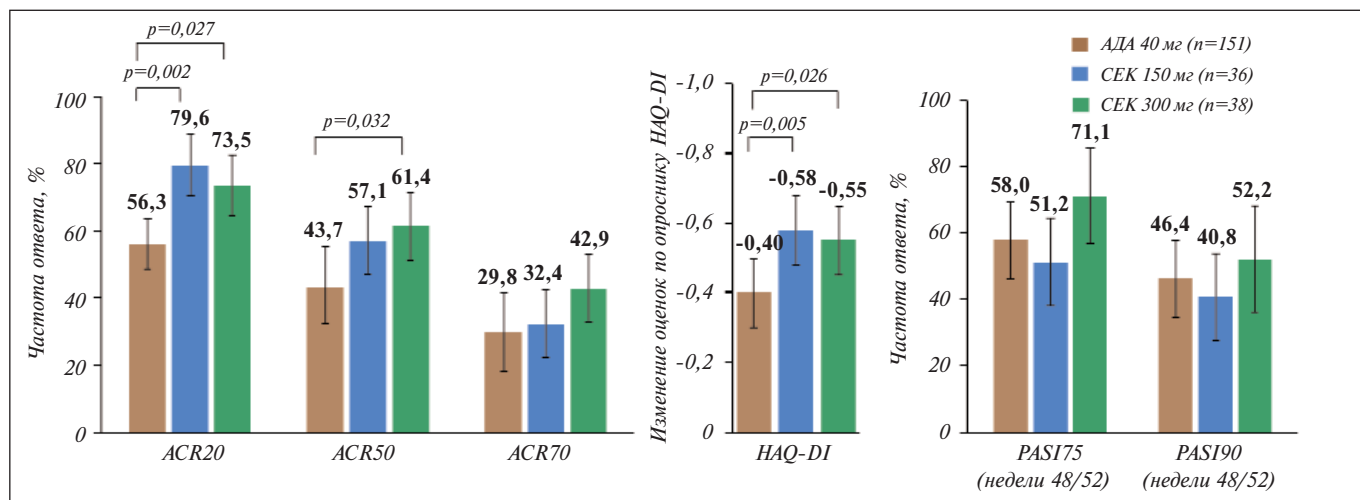 Частота ответа, %
100
80
60
40
20
0
p=0,027
p=0,002
56,3
79,6
73,5
ACR20
p=0,032
43,7
57,1
61,4
ACR50
29,8
32,4
42,9
ACR70
Изменение оценок по опроснику HAQ-DI
-1,0
-0,8
-0,6
-0,4
-0,2
0
p=0,026
p=0,005
-0,40
-0,58
-0,55
HAQ-DI
АДА 40 мг (n=151)
СЕК 150 мг (n=36)
СЕК 300 мг (n=38)
Частота ответа, %
100
80
60
40
20
0
58,0
51,2
71,1
PASI75
(недели 48/52)
46,4
40,8
52,2
PASI90
(недели 48/52)